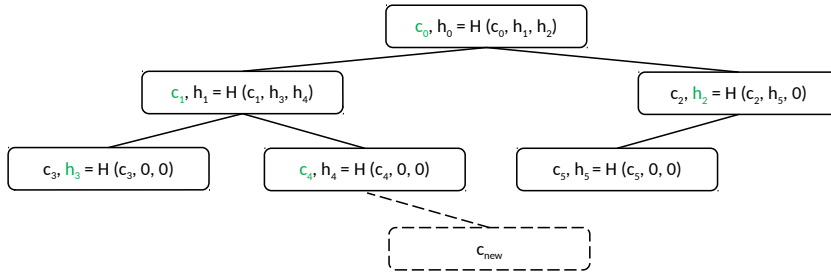 c₀, h₀ = H (c₀, h₁, h₂)
c₁, h₁ = H (c₁, h₃, h₄)
c₂, h₂ = H (c₂, h₅, 0)
c₃, h₃ = H (c₃, 0, 0)
c₄, h₄ = H (c₄, 0, 0)
c₅, h₅ = H (c₅, 0, 0)
cₙₑw